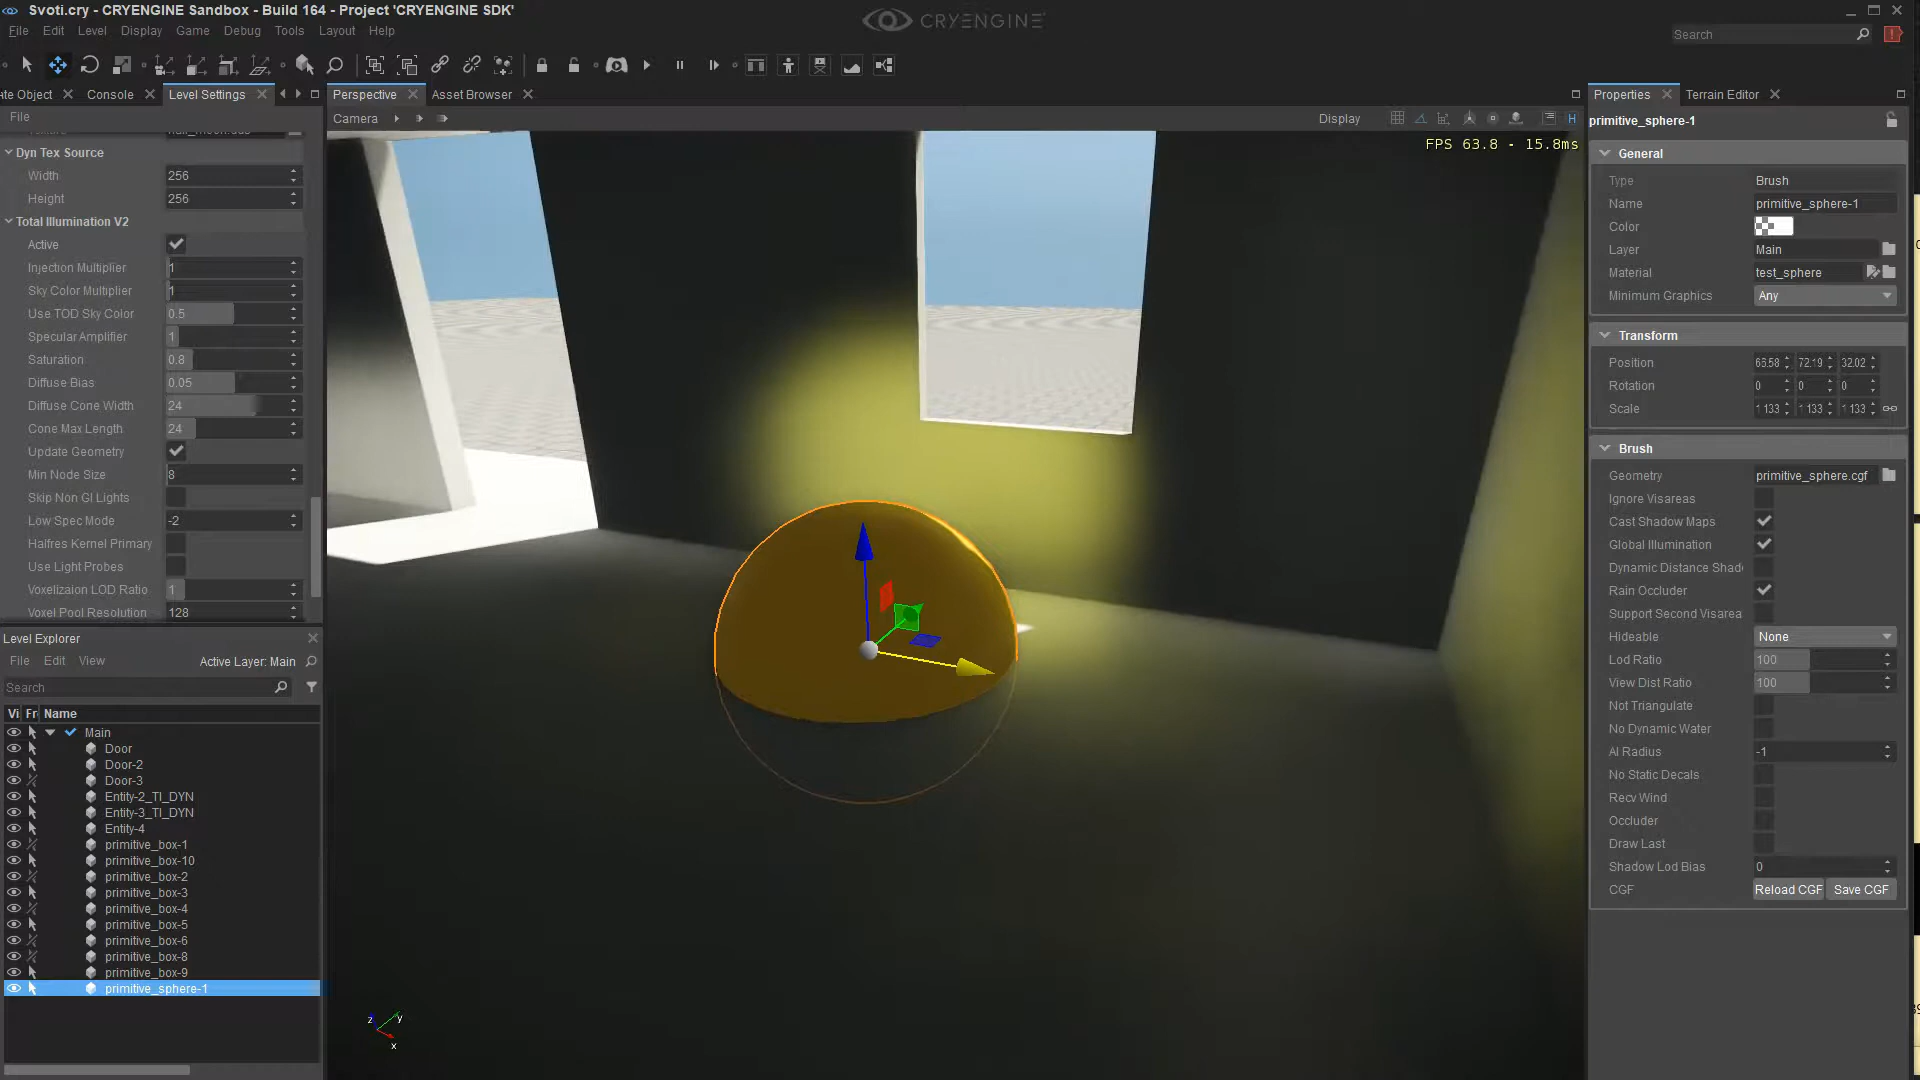 Svoti.cry - CRYENGINE Sandbox - Build 164 - Project 'CRYENGINE SDK'
CRYENGINE
File Edit Level Display Game Debug Tools Layout Help
Search
te Object Console Level Settings
Perspective Asset Browser
Properties Terrain Editor
File
Camera
Display
H
FPS 63.8 - 15.8ms
Dyn Tex Source
Width 256
Height 256
Total Illumination V2
Active
Injection Multiplier 1
Sky Color Multiplier 1
Use TOD Sky Color 0.5
Specular Amplifier 1
Saturation 0.8
Diffuse Bias 0.05
Diffuse Cone Width 24
Cone Max Length 24
Update Geometry
Min Node Size 8
Skip Non GI Lights
Low Spec Mode -2
Halfres Kernel Primary
Use Light Probes
Voxelizaion LOD Ratio 1
Voxel Pool Resolution 128
Level Explorer
File Edit View Active Layer: Main
Search
Vi Fr Name
Main
Door
Door-2
Door-3
Entity-2_TI_DYN
Entity-3_TI_DYN
Entity-4
primitive_box-1
primitive_box-10
primitive_box-2
primitive_box-3
primitive_box-4
primitive_box-5
primitive_box-6
primitive_box-8
primitive_box-9
primitive_sphere-1
z y
x
primitive_sphere-1
General
Type Brush
Name primitive_sphere-1
Color
Layer Main
Material test_sphere
Minimum Graphics Any
Transform
Position 66.58 72.19 32.02
Rotation 0 0 0
Scale 1.133 1.133 1.133
Brush
Geometry primitive_sphere.cgf
Ignore Visareas
Cast Shadow Maps
Global Illumination
Dynamic Distance Shad
Rain Occluder
Support Second Visarea
Hideable None
Lod Ratio 100
View Dist Ratio 100
Not Triangulate
No Dynamic Water
AI Radius -1
No Static Decals
Recv Wind
Occluder
Draw Last
Shadow Lod Bias 0
CGF Reload CGF Save CGF